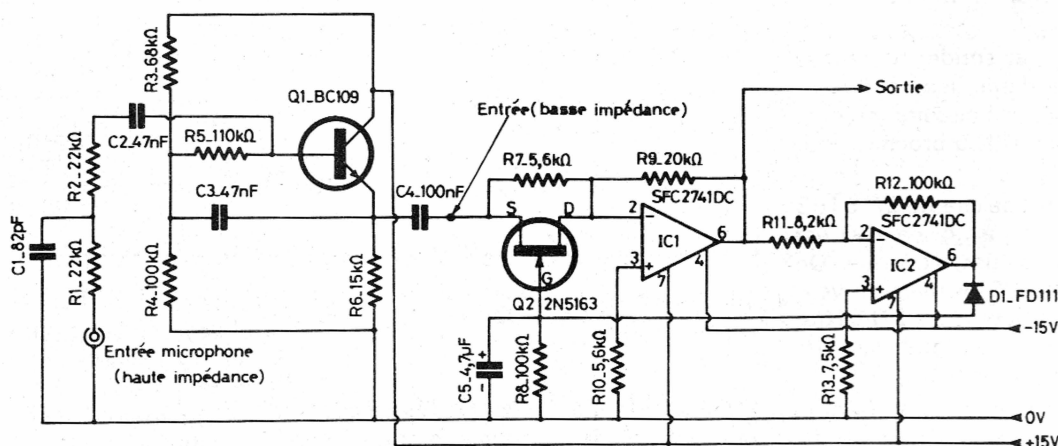 R3_68kΩ
Q1_BC109
C2_47nF
R5_110kΩ
R2_22kΩ
C3_47nF
C1_82pF
R1_22kΩ
R4_100kΩ
R6_15kΩ
Entrée microphone
(haute impédance)
Entrée (basse impédance)
C4_100nF
R7_5,6kΩ
S
D
G
Q2 2N5163
C5_4,7µF
+
-
R8_100kΩ
R9_20kΩ
SFC2741DC
2
-
IC1
6
3
+
4
7
R10_5,6kΩ
Sortie
R12_100kΩ
SFC2741DC
R11_8,2kΩ
2
-
IC2
6
3
+
4
7
D1_FD111
R13_7,5kΩ
-15V
0V
+15V